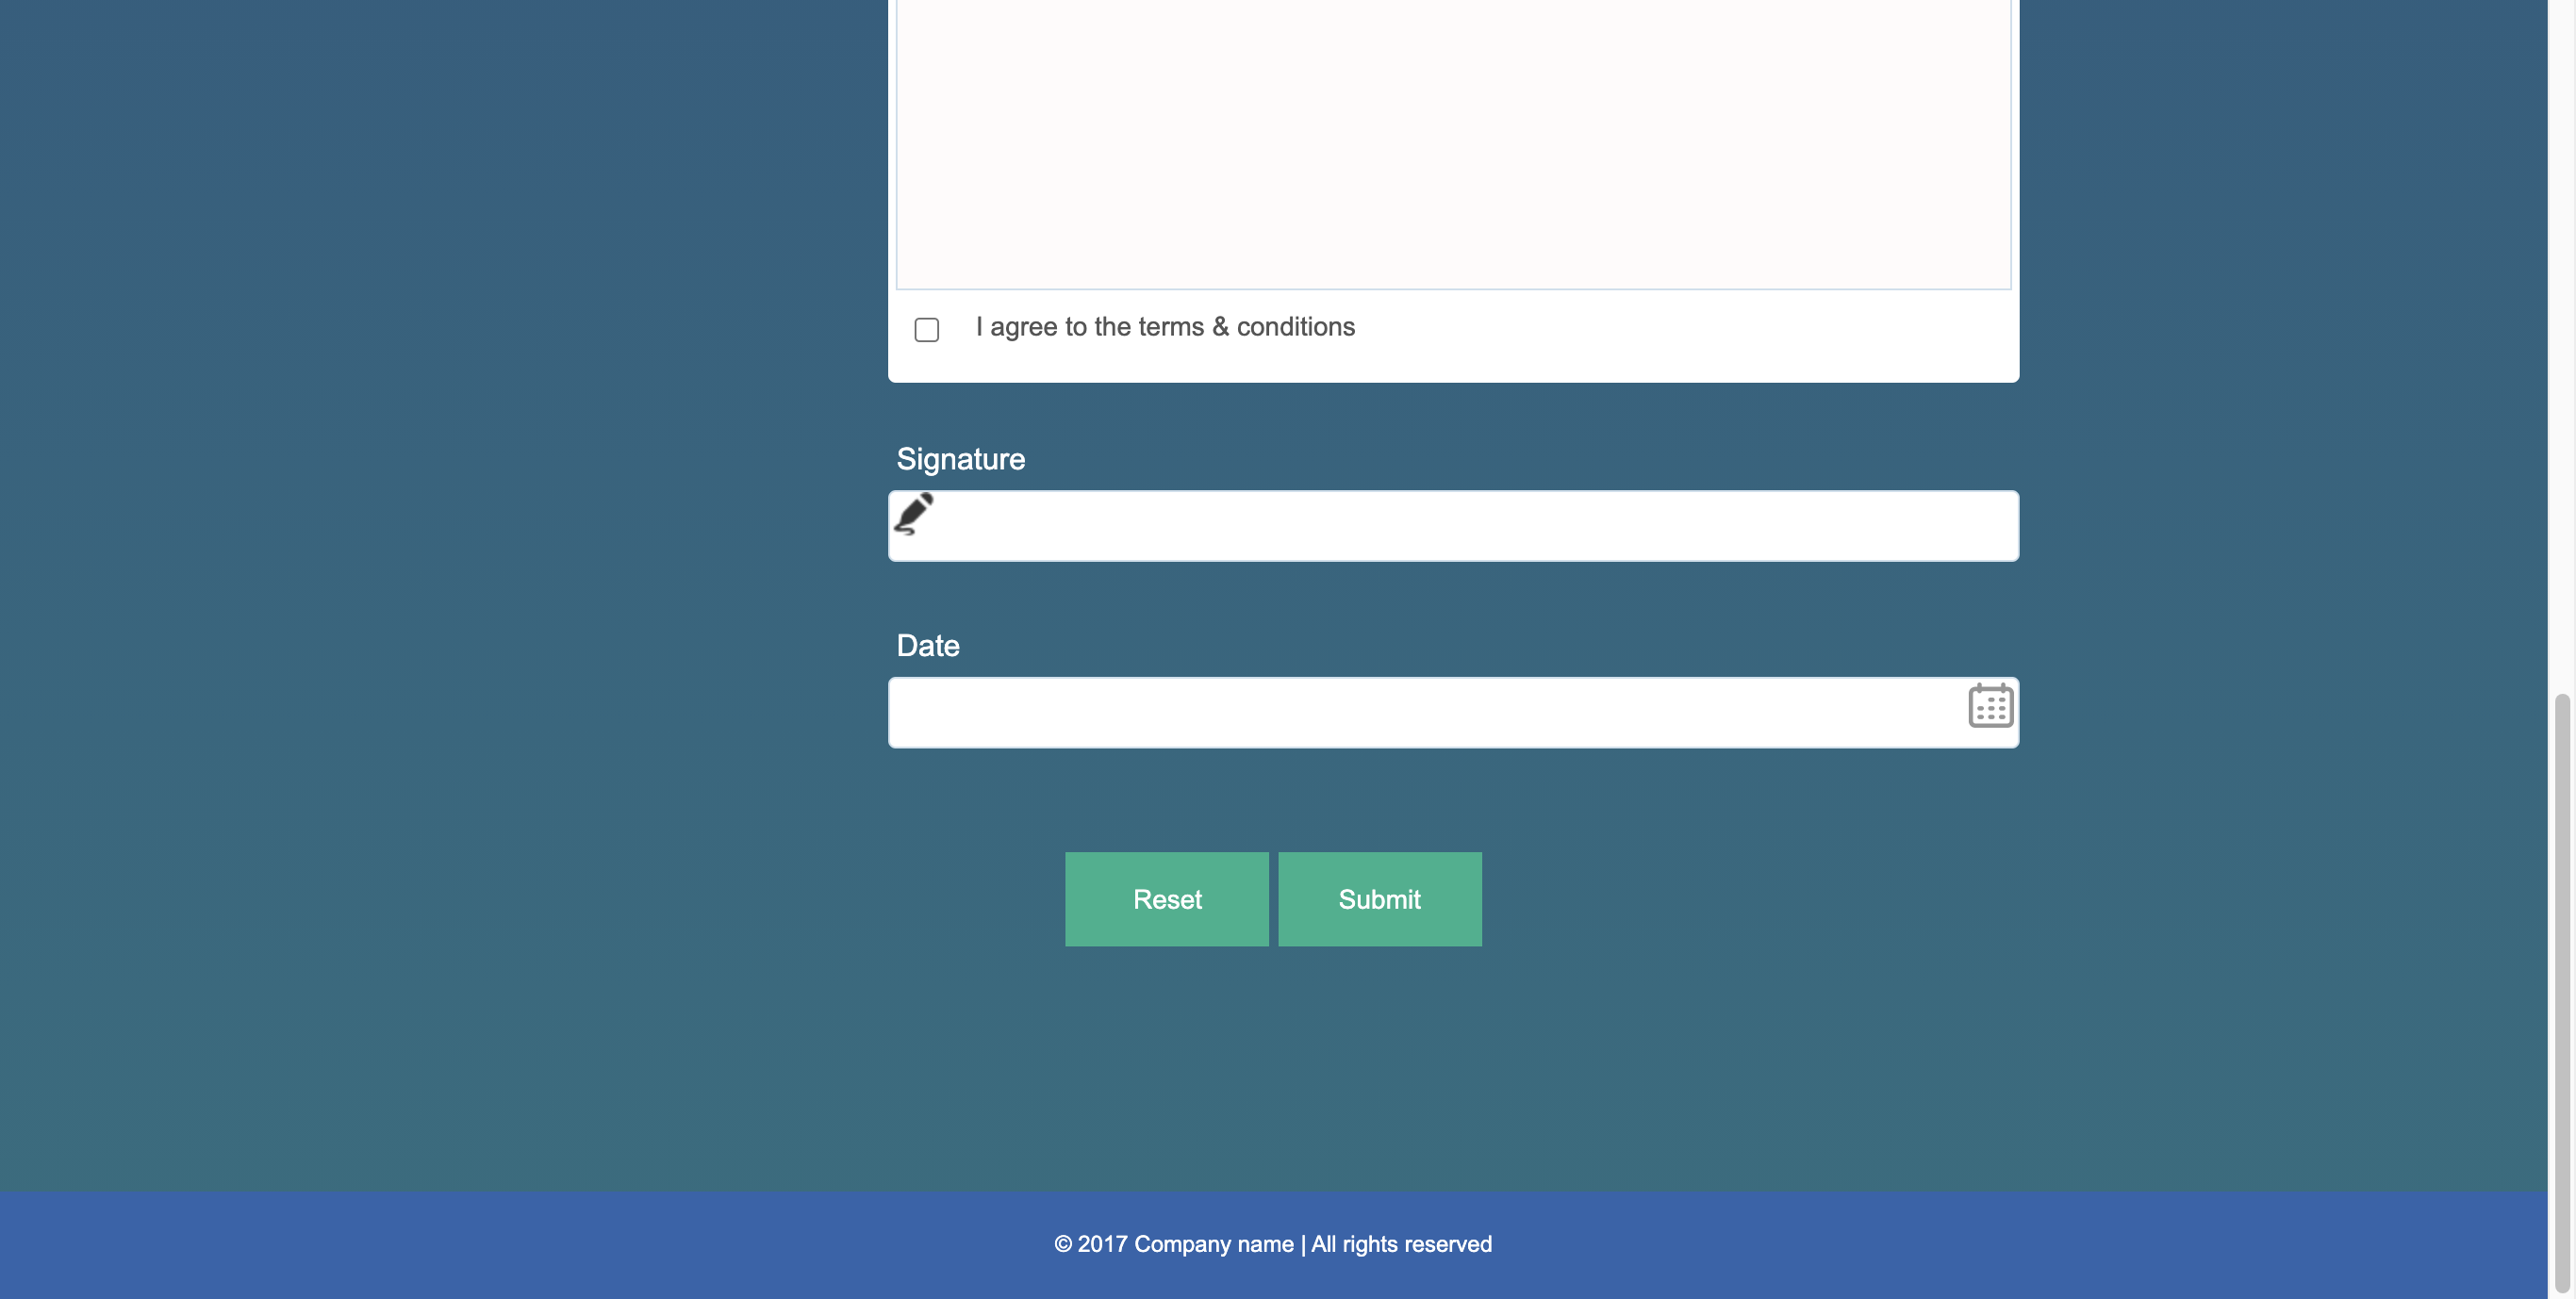 I agree to the terms & conditions
Signature
Date
Reset Submit
© 2017 Company name | All rights reserved